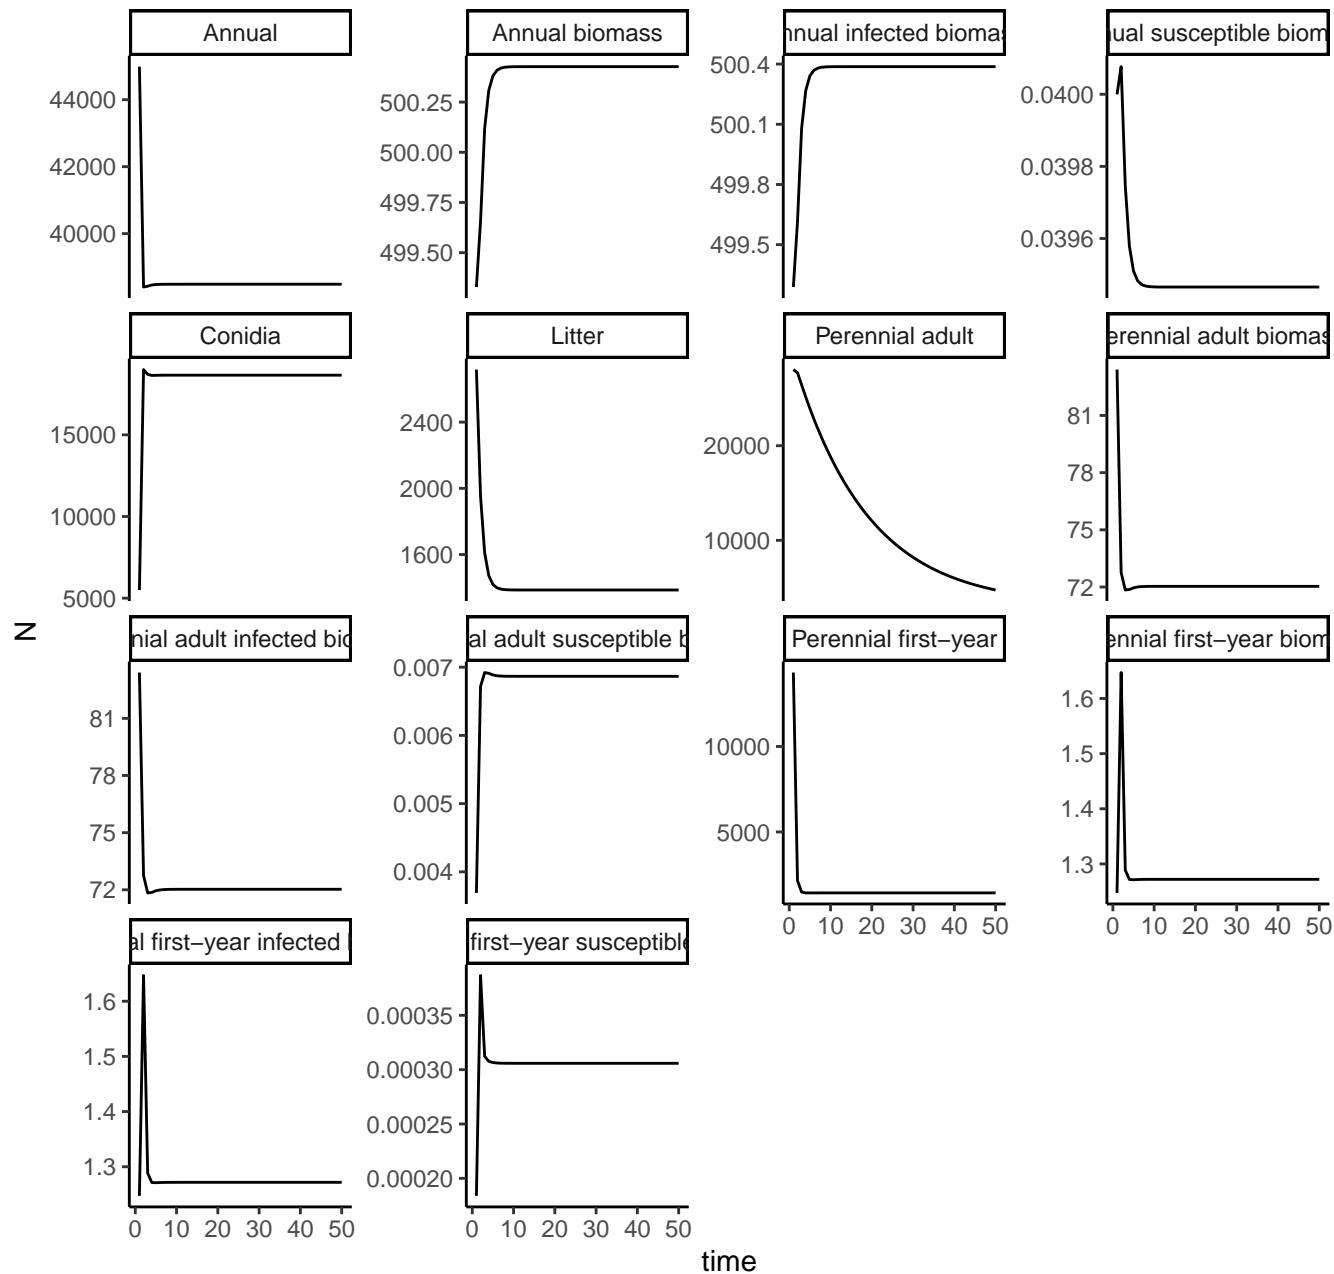 Annual
Annual biomass
nnual infected biomas
ual susceptible biom
44000
42000
40000
500.25
500.00
499.75
499.50
500.4
500.1
499.8
499.5
0.0400
0.0398
0.0396
Conidia
Litter
Perennial adult
erennial adult biomas
15000
10000
5000
2400
2000
1600
20000
10000
81
78
75
72
N
nial adult infected bio
al adult susceptible b
Perennial first−year
ennial first−year biom
81
78
75
72
0.007
0.006
0.005
0.004
10000
5000
1.6
1.5
1.4
1.3
0 10 20 30 40 50
0 10 20 30 40 50
al first−year infected
first−year susceptible
1.6
1.5
1.4
1.3
0.00035
0.00030
0.00025
0.00020
0 10 20 30 40 50
0 10 20 30 40 50
time